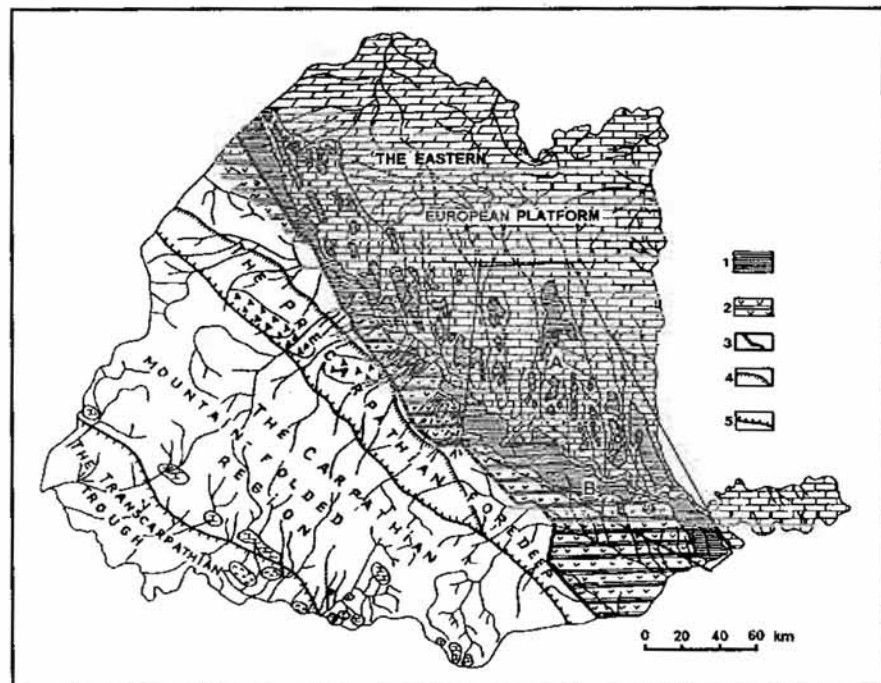 THE EASTERN
EUROPEAN PLATFORM
1
2
3
4
5
A
B
THE PRECARPATHIAN FOREDEEP
THE CARPATHIAN
MOUNTAIN-FOLDED
REGION
THE TRANSCARPATHIAN
TROUGH
0 20 40 60 km